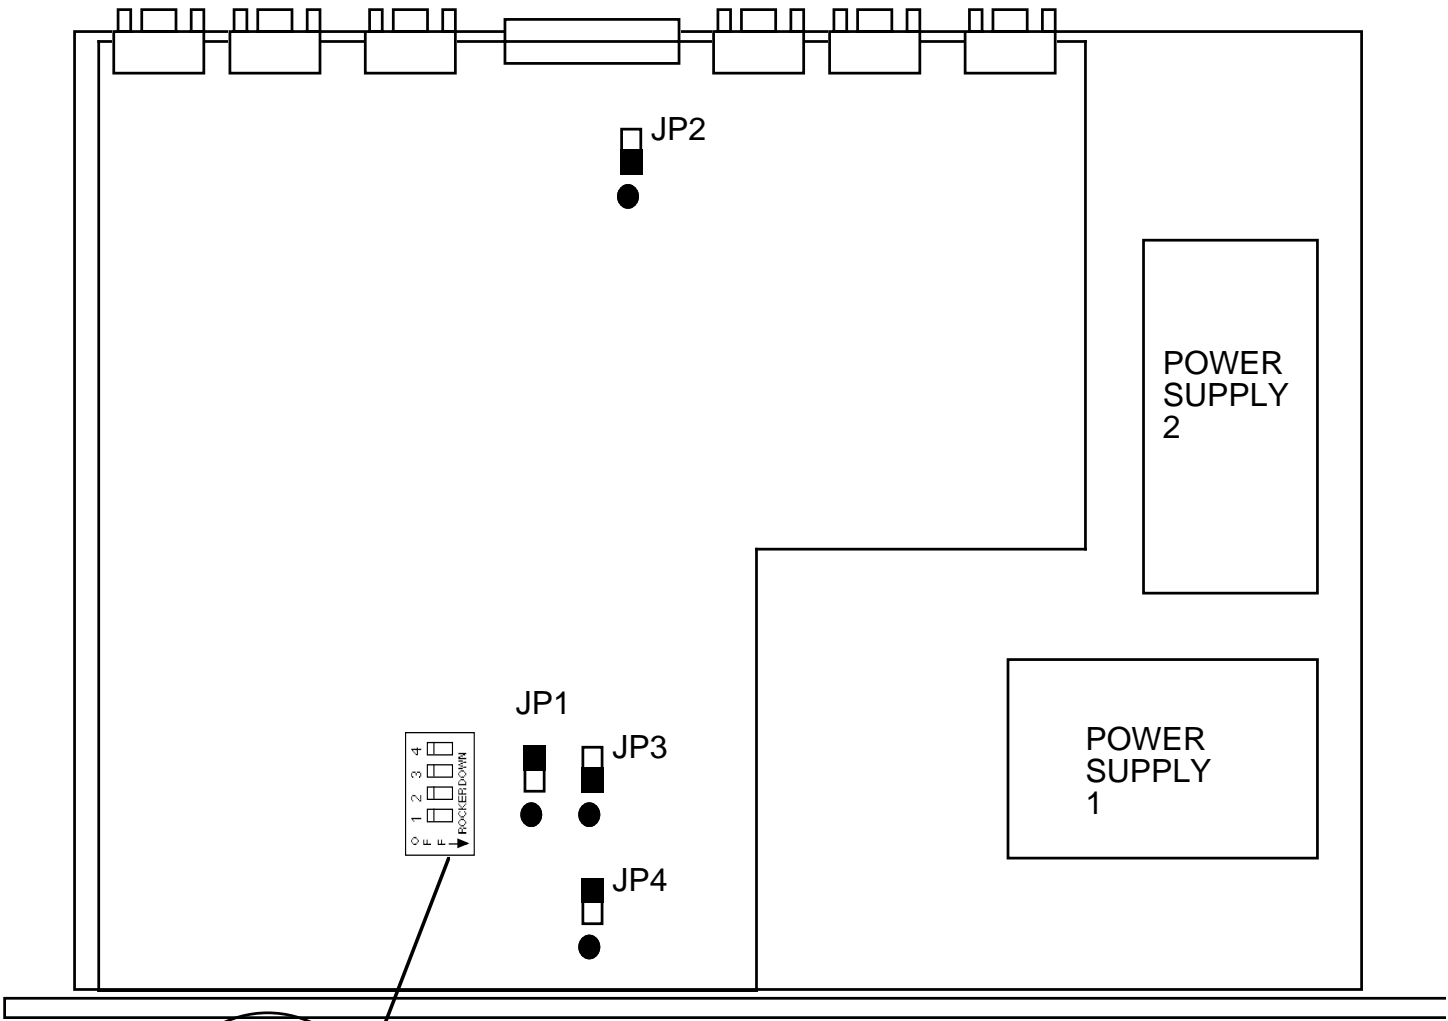 JP2
POWER
SUPPLY
2
JP1
JP3
POWER
SUPPLY
1
1 2 3 4
ROCKER DOWN
O F F
JP4